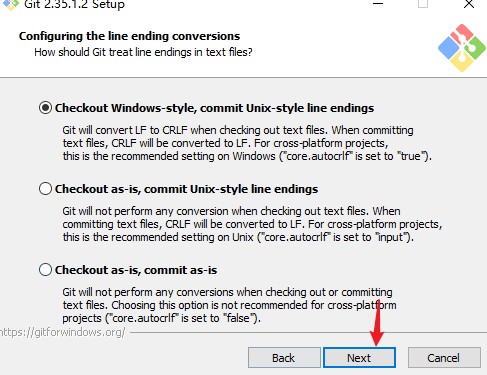 Git 2.35.1.2 Setup
Configuring the line ending conversions
How should Git treat line endings in text files?
Checkout Windows-style, commit Unix-style line endings
Git will convert LF to CRLF when checking out text files. When committing
text files, CRLF will be converted to LF. For cross-platform projects,
this is the recommended setting on Windows ("core.autocrlf" is set to "true").
Checkout as-is, commit Unix-style line endings
Git will not perform any conversion when checking out text files. When
committing text files, CRLF will be converted to LF. For cross-platform projects,
this is the recommended setting on Unix ("core.autocrlf" is set to "input").
Checkout as-is, commit as-is
Git will not perform any conversions when checking out or committing
text files. Choosing this option is not recommended for cross-platform
projects ("core.autocrlf" is set to "false").
https://gitforwindows.org/
Back Next Cancel